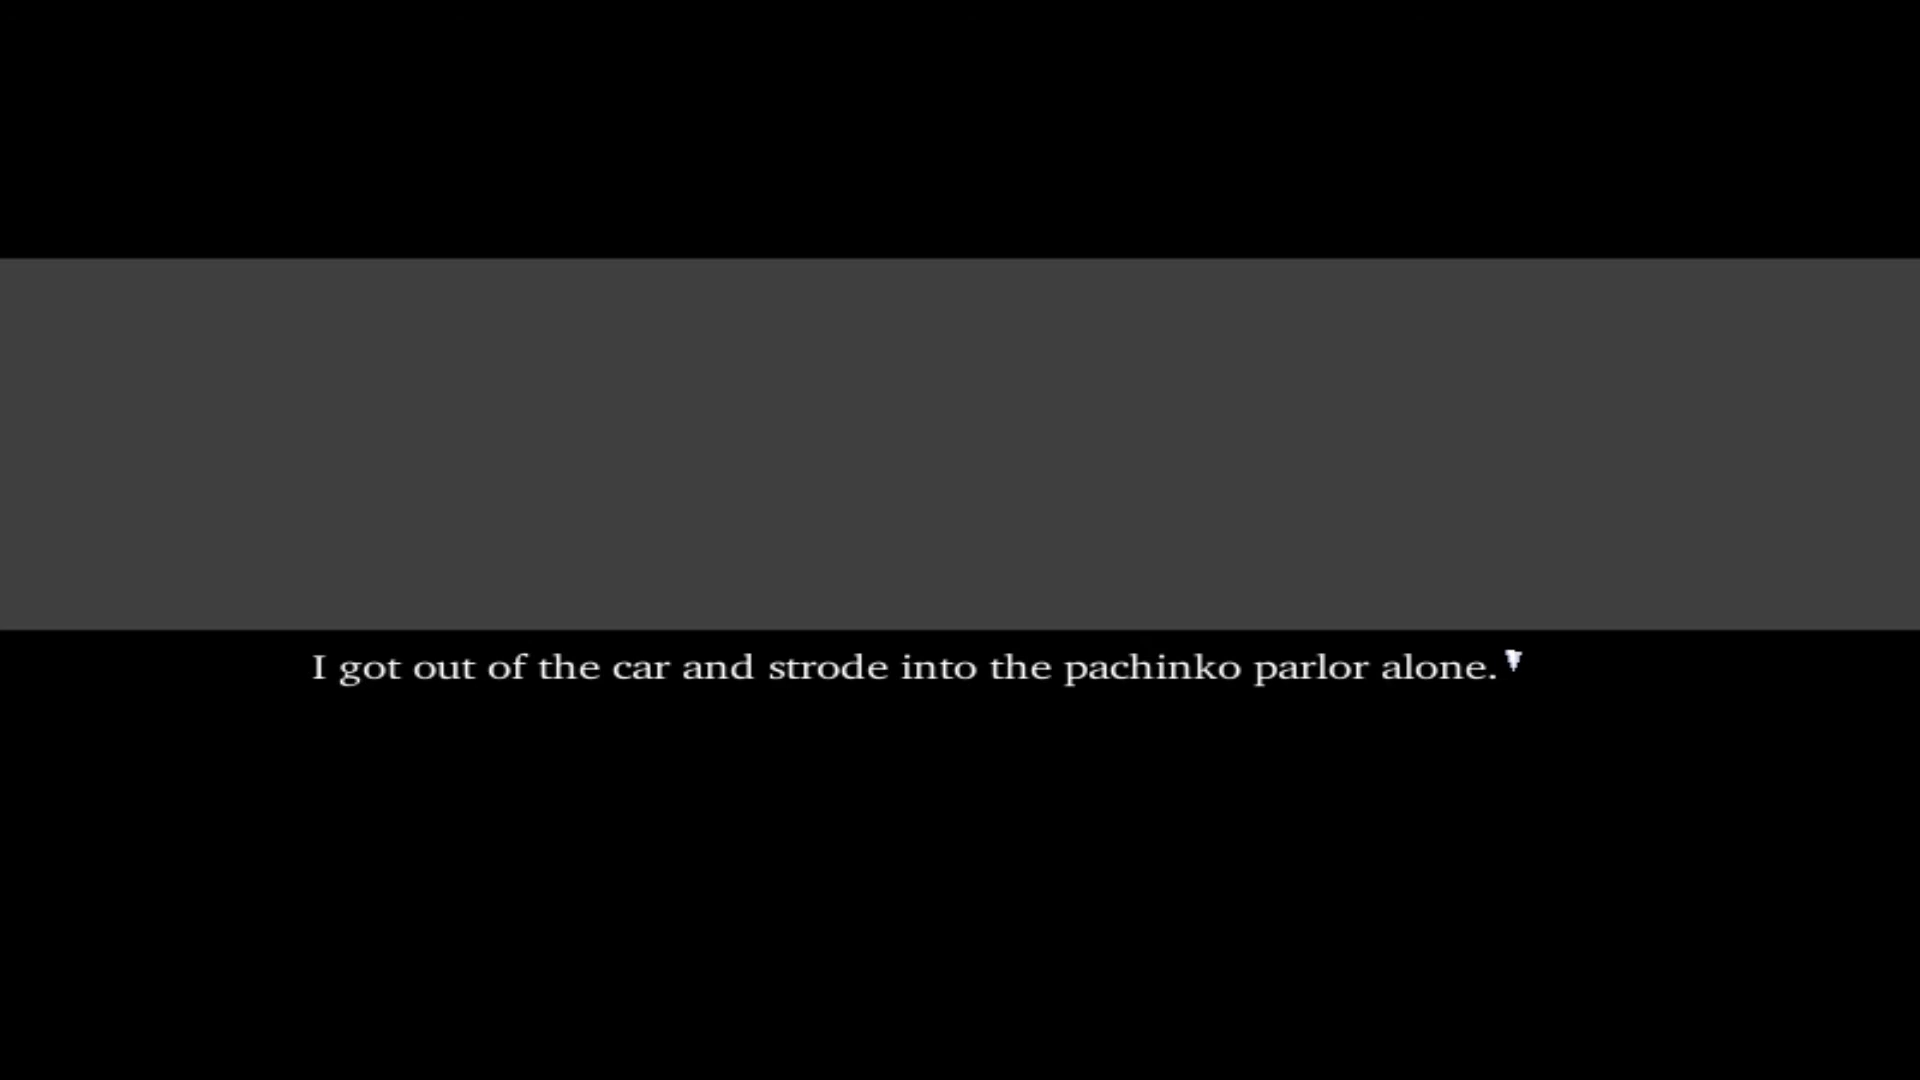 I got out of the car and strode into the pachinko parlor alone.